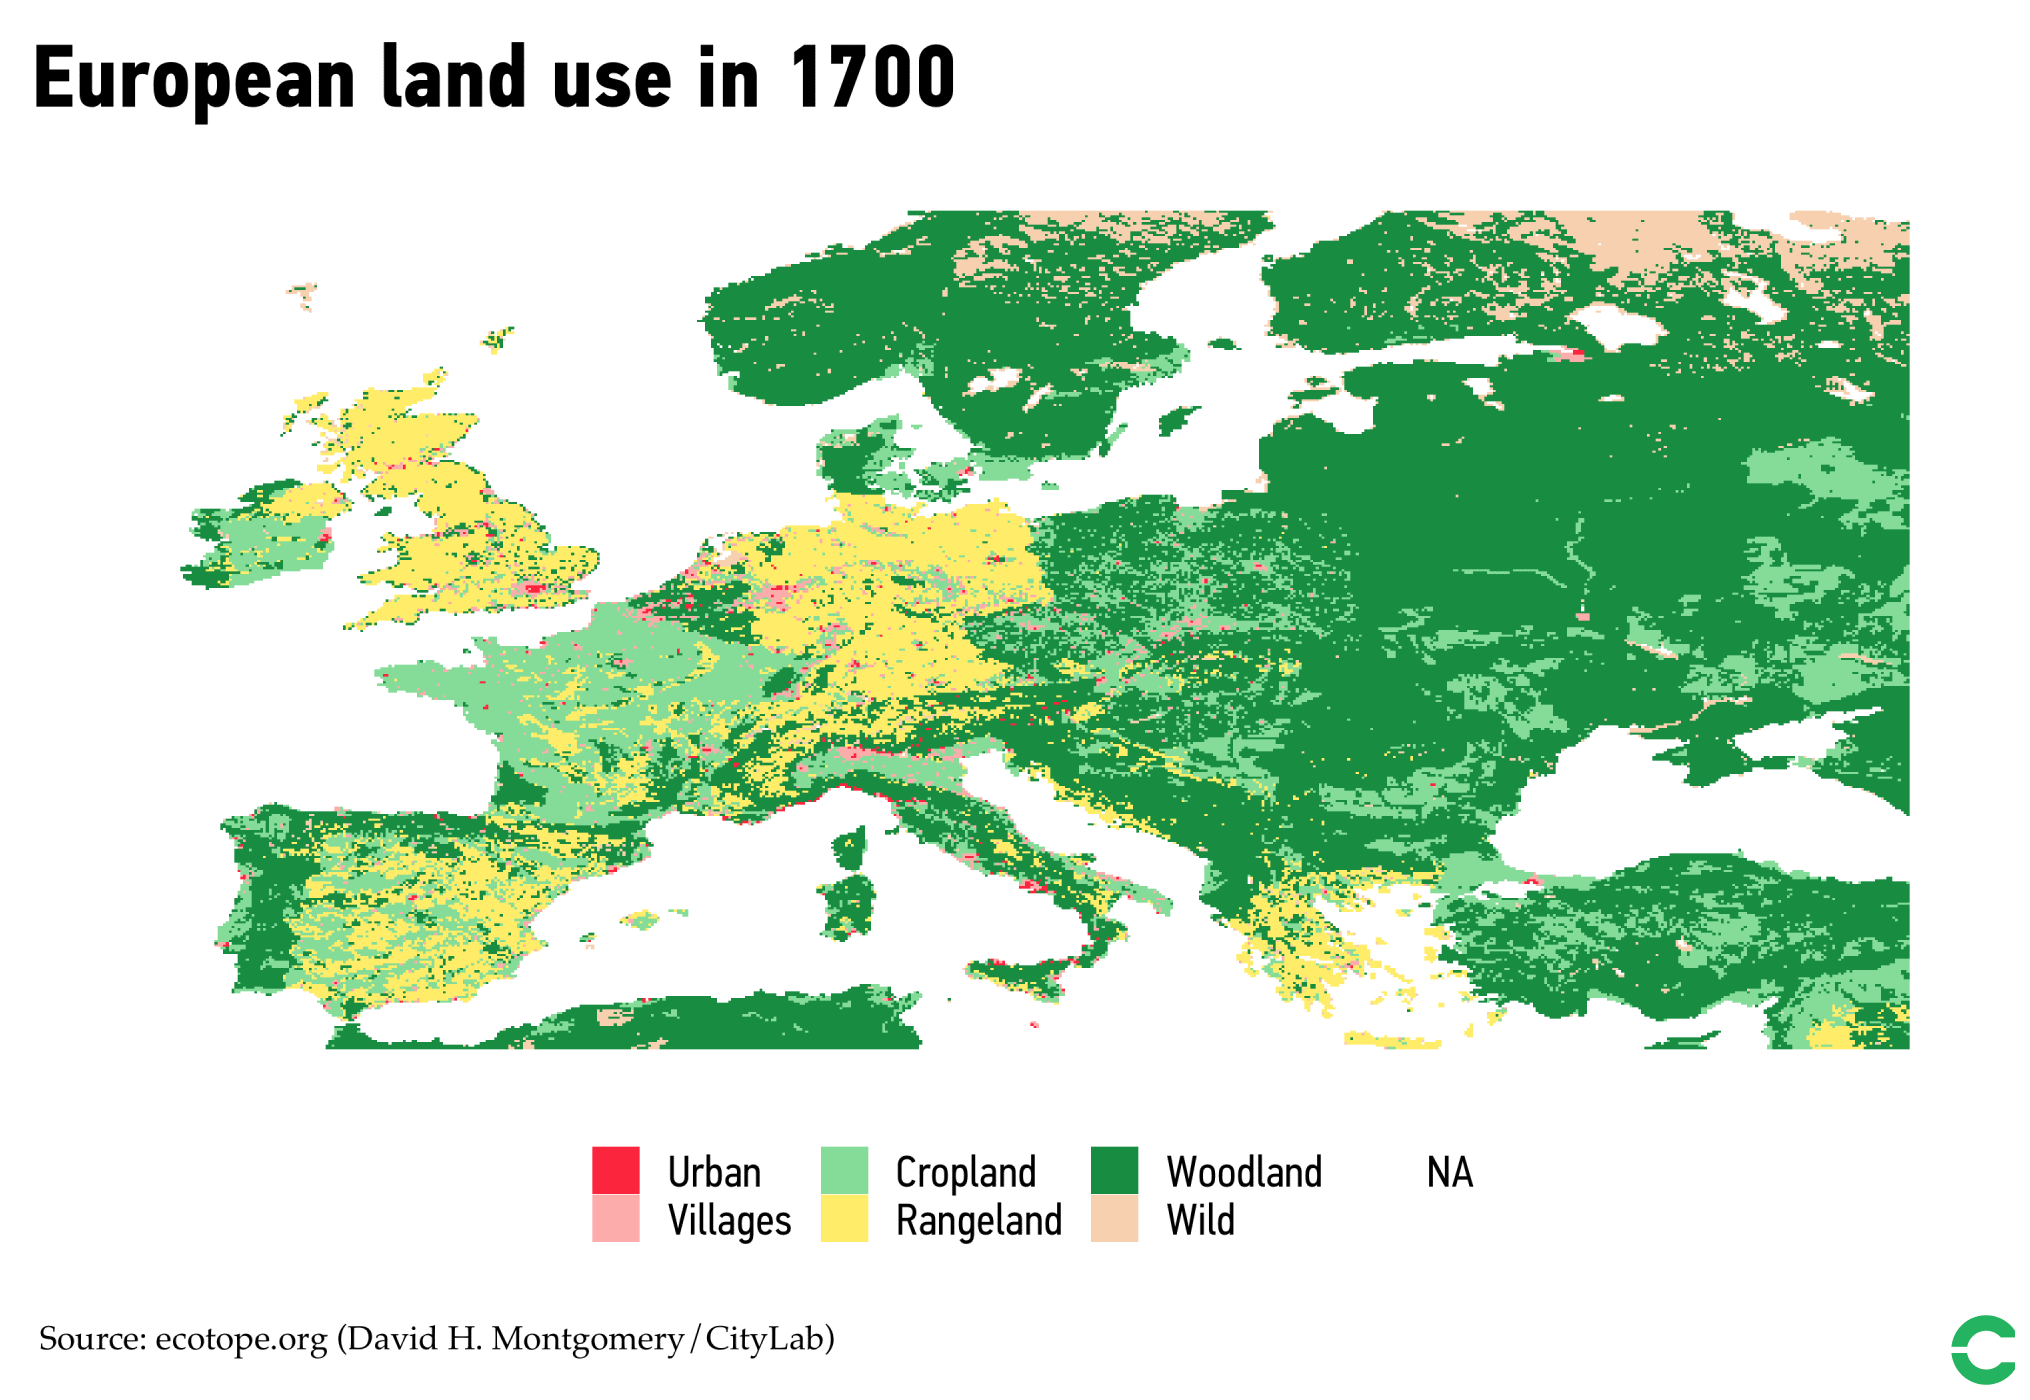 European land use in 1700
Urban Cropland Woodland NA
Villages Rangeland Wild
Source: ecotope.org (David H. Montgomery/CityLab)